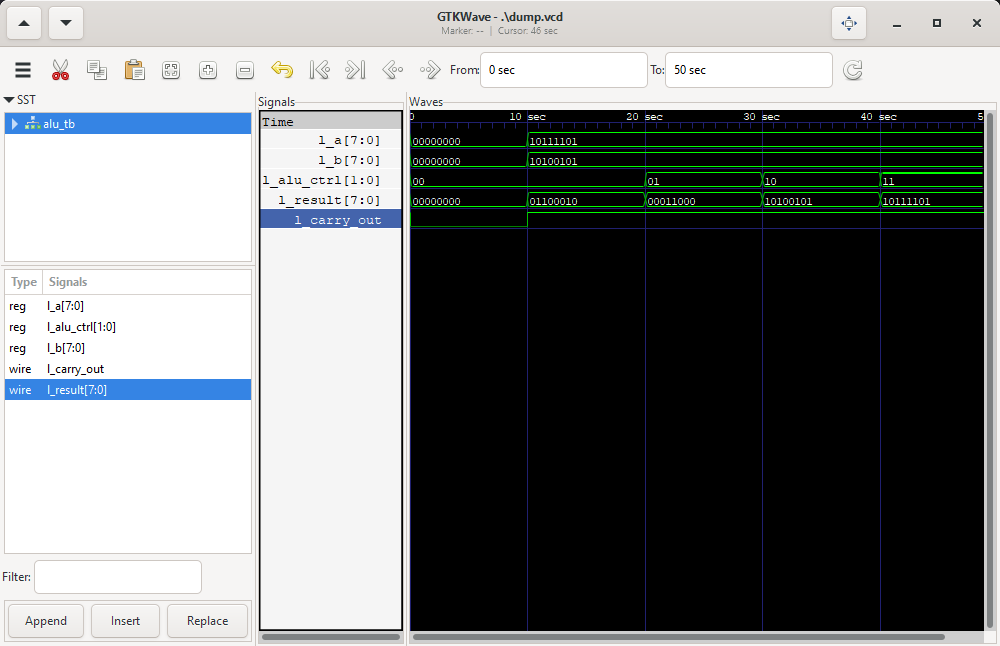 GTKWave - .\dump.vcd
Marker: -- | Cursor: 46 sec
From: 0 sec To: 50 sec
SST
alu_tb
Type Signals
reg l_a[7:0]
reg l_alu_ctrl[1:0]
reg l_b[7:0]
wire l_carry_out
wire l_result[7:0]
Filter:
Append Insert Replace
Signals
Time
l_a[7:0]
l_b[7:0]
l_alu_ctrl[1:0]
l_result[7:0]
l_carry_out
Waves
0 10 sec 20 sec 30 sec 40 sec 5
00000000 10111101
00000000 10100101
00 01 10 11
00000000 01100010 00011000 10100101 10111101